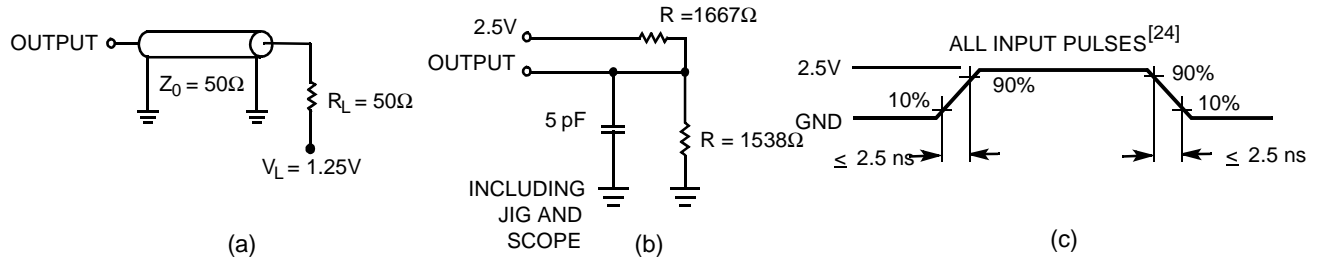 OUTPUT
Z0 = 50Ω
RL = 50Ω
VL = 1.25V
(a)
R =1667Ω
2.5V
OUTPUT
5 pF
R = 1538Ω
INCLUDING
JIG AND
SCOPE
(b)
ALL INPUT PULSES[24]
2.5V
90%
90%
10%
10%
GND
≤ 2.5 ns
≤ 2.5 ns
(c)